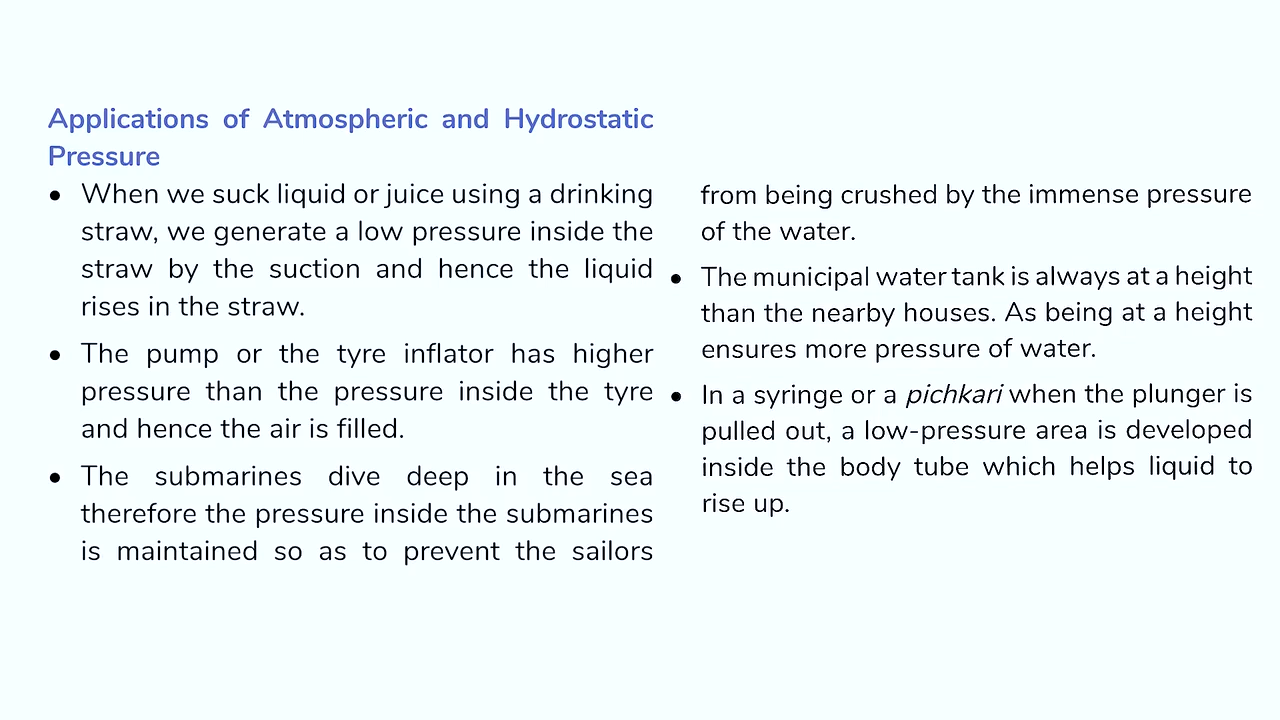 Applications of Atmospheric and Hydrostatic
Pressure
• When we suck liquid or juice using a drinking
straw, we generate a low pressure inside the
straw by the suction and hence the liquid
rises in the straw.
• The pump or the tyre inflator has higher
pressure than the pressure inside the tyre
and hence the air is filled.
• The submarines dive deep in the sea
therefore the pressure inside the submarines
is maintained so as to prevent the sailors
from being crushed by the immense pressure
of the water.
• The municipal water tank is always at a height
than the nearby houses. As being at a height
ensures more pressure of water.
• In a syringe or a pichkari when the plunger is
pulled out, a low-pressure area is developed
inside the body tube which helps liquid to
rise up.